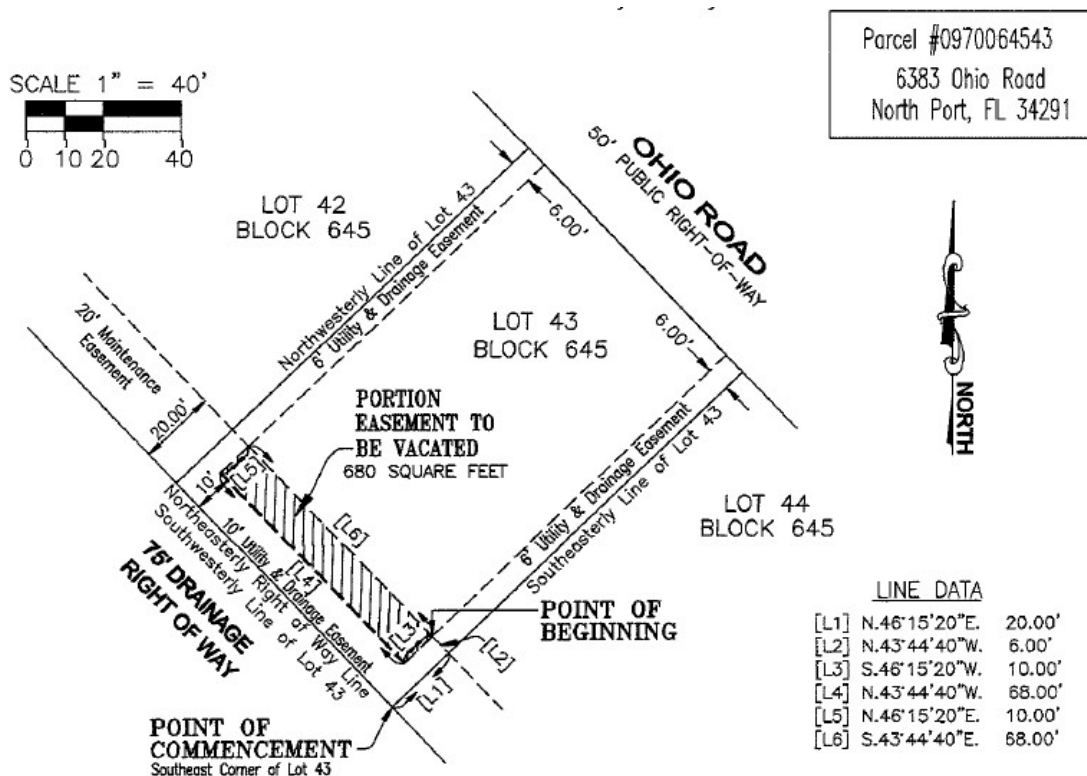 Parcel #0970064543
6383 Ohio Road
North Port, FL 34291
SCALE 1" = 40'
0 10 20 40
OHIO ROAD
50' PUBLIC RIGHT-OF-WAY
LOT 42
BLOCK 645
Northwesterly Line of Lot 43
6' Utility & Drainage Easement
6.00'
LOT 43
BLOCK 645
6.00'
20' Maintenance
Easement
20.00'
PORTION
EASEMENT TO
BE VACATED
680 SQUARE FEET
NORTH
6' Utility & Drainage Easement
Southeasterly Line of Lot 43
LOT 44
BLOCK 645
10'
[L5]
[L6]
[L4]
[L3]
[L2]
[L1]
10' Utility & Drainage Easement
Northeasterly Right of Way Line
Southwesterly Line of Lot 43
75' DRAINAGE
RIGHT OF WAY
POINT OF
BEGINNING
POINT OF
COMMENCEMENT
Southeast Corner of Lot 43
LINE DATA
[L1] N.46°15'20"E. 20.00'
[L2] N.43°44'40"W. 6.00'
[L3] S.46°15'20"W. 10.00'
[L4] N.43°44'40"W. 68.00'
[L5] N.46°15'20"E. 10.00'
[L6] S.43°44'40"E. 68.00'